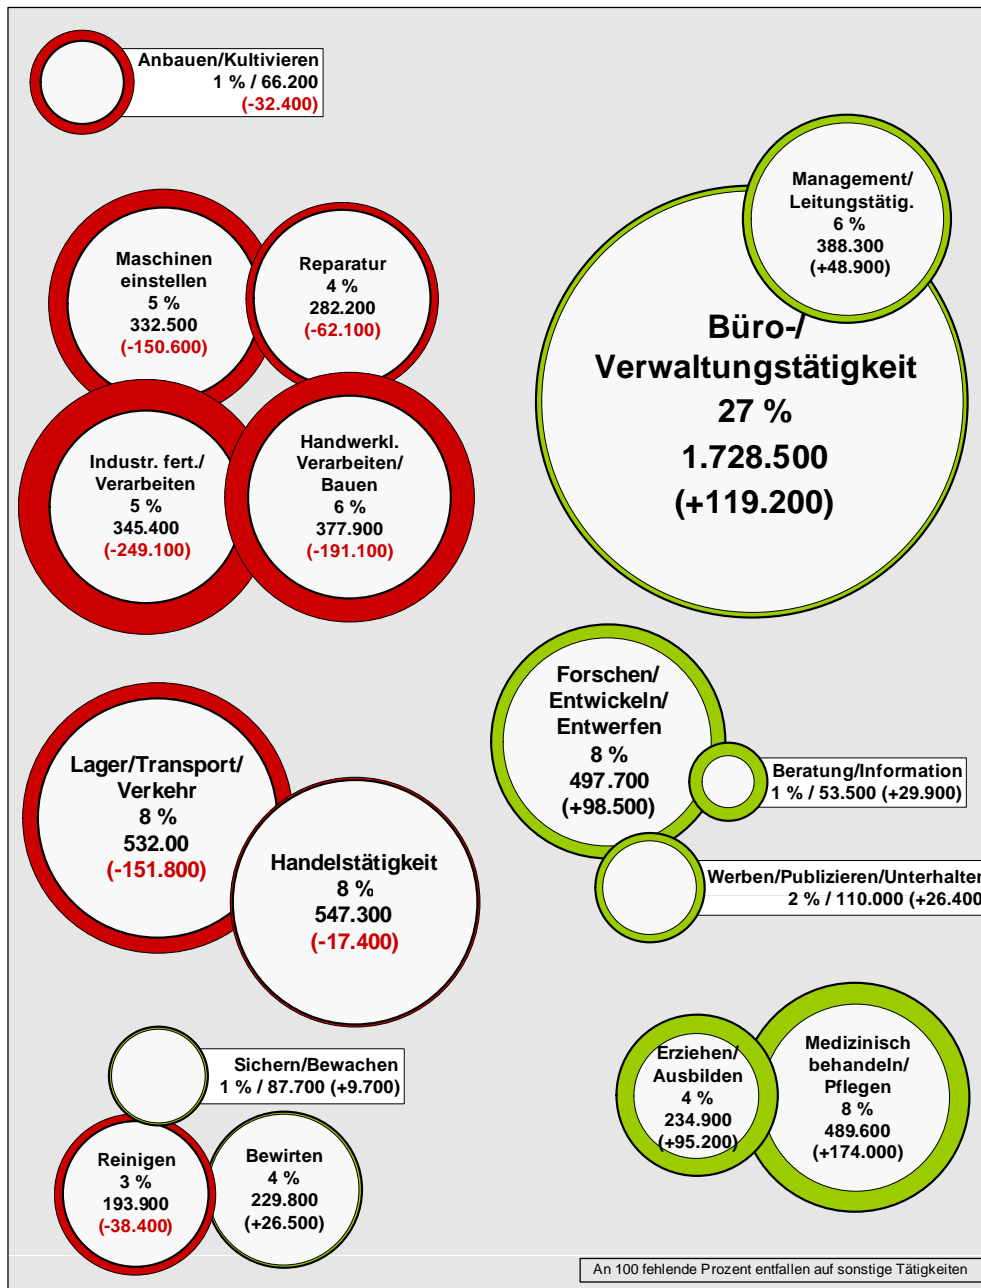 Anbauen/Kultivieren
1 % / 66.200
(-32.400)
Maschinen
einstellen
5 %
332.500
(-150.600)
Reparatur
4 %
282.200
(-62.100)
Industr. fert./
Verarbeiten
5 %
345.400
(-249.100)
Handwerkl.
Verarbeiten/
Bauen
6 %
377.900
(-191.100)
Management/
Leitungstätig.
6 %
388.300
(+48.900)
Büro-/
Verwaltungstätigkeit
27 %
1.728.500
(+119.200)
Lager/Transport/
Verkehr
8 %
532.00
(-151.800)
Handelstätigkeit
8 %
547.300
(-17.400)
Forschen/
Entwickeln/
Entwerfen
8 %
497.700
(+98.500)
Beratung/Information
1 % / 53.500 (+29.900)
Werben/Publizieren/Unterhalten
2 % / 110.000 (+26.400
Sichern/Bewachen
1 % / 87.700 (+9.700)
Reinigen
3 %
193.900
(-38.400)
Bewirten
4 %
229.800
(+26.500)
Erziehen/
Ausbilden
4 %
234.900
(+95.200)
Medizinisch
behandeln/
Pflegen
8 %
489.600
(+174.000)
An 100 fehlende Prozent entfallen auf sonstige Tätigkeiten